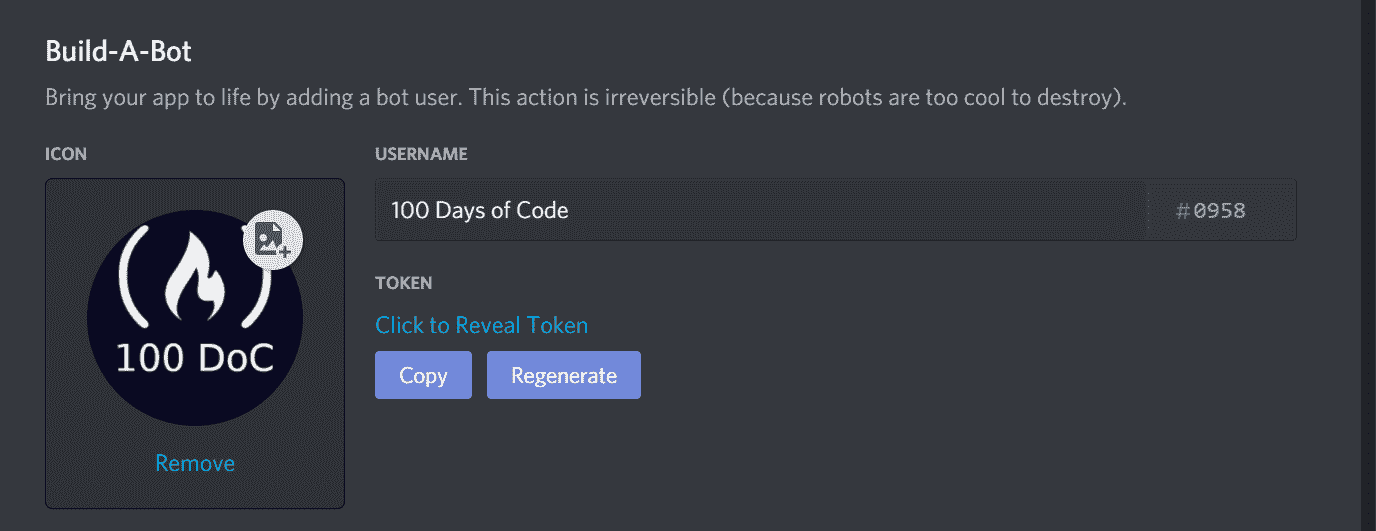 Build-A-Bot
Bring your app to life by adding a bot user. This action is irreversible (because robots are too cool to destroy).
ICON
USERNAME
100 Days of Code
#0958
TOKEN
Click to Reveal Token
Copy
Regenerate
100 DoC
Remove